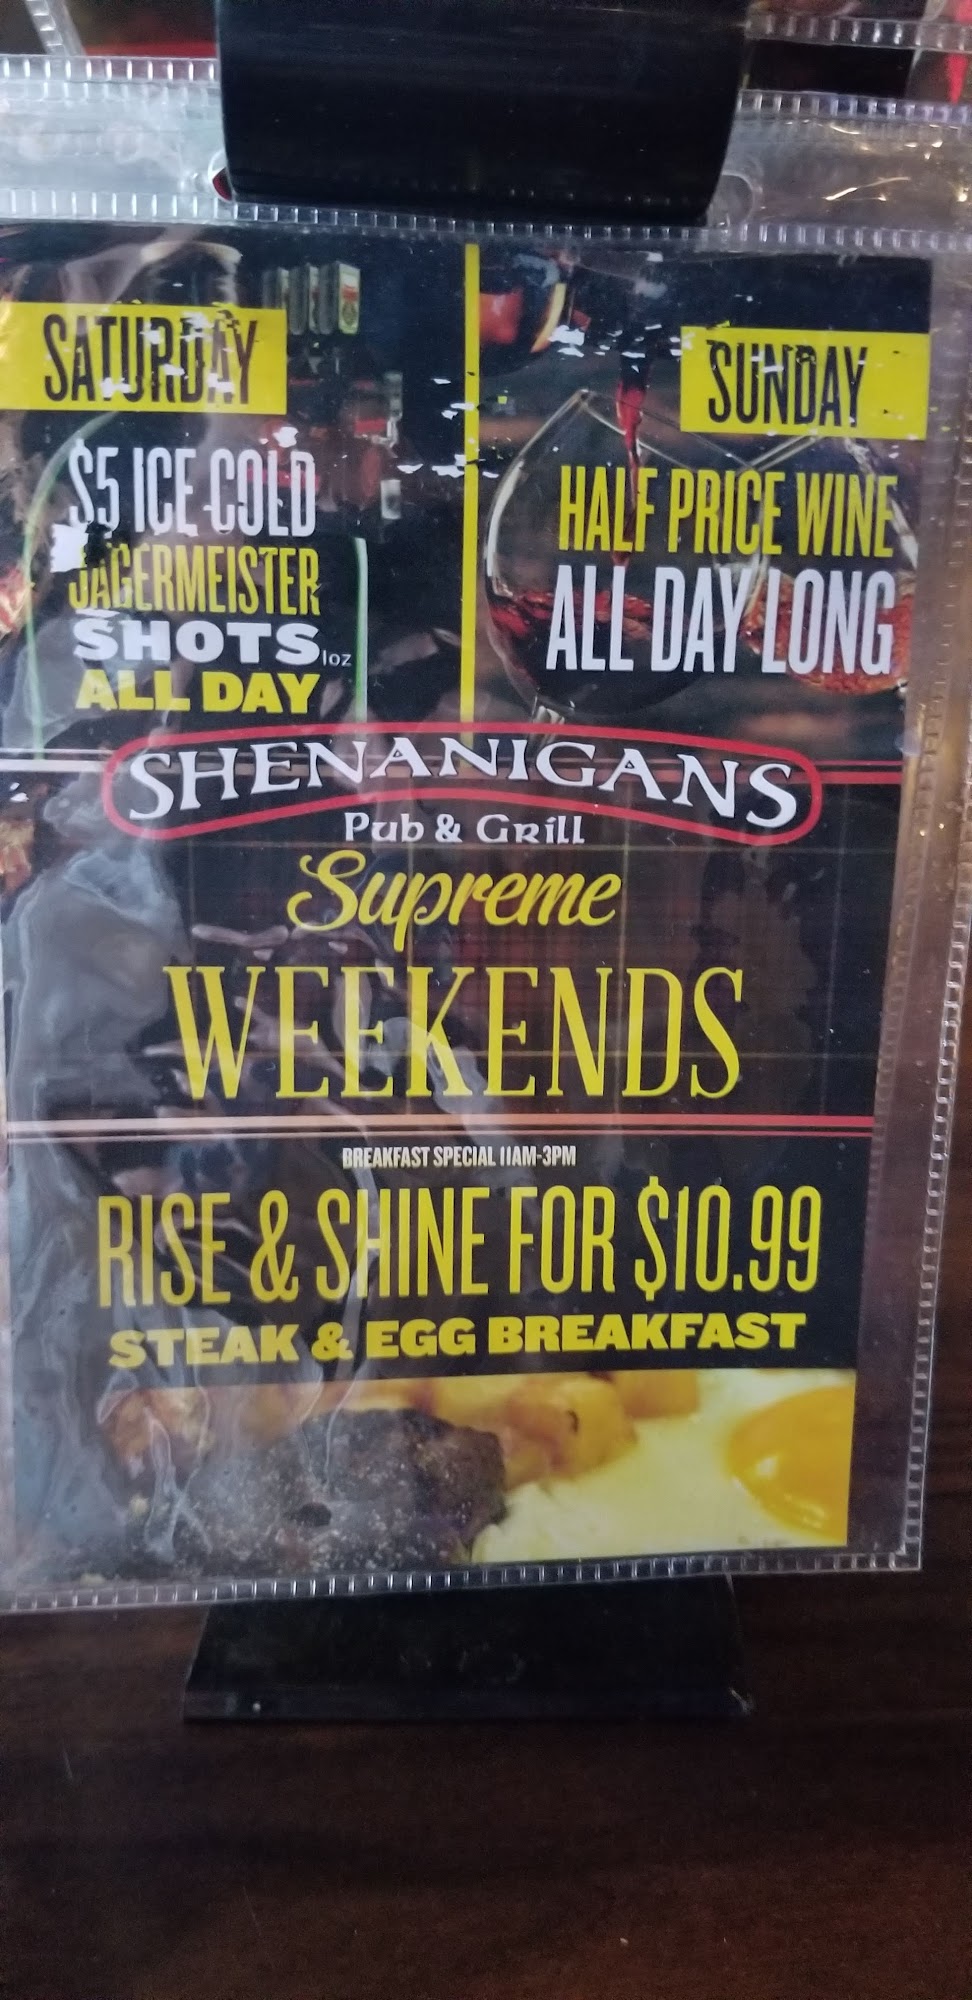 SATURDAY
$5 ICE COLD
JAGERMEISTER
SHOTS 1oz
ALL DAY
SUNDAY
HALF PRICE WINE
ALL DAY LONG
SHENANIGANS
Pub & Grill
Supreme
WEEKENDS
BREAKFAST SPECIAL 11AM-3PM
RISE & SHINE FOR $10.99
STEAK & EGG BREAKFAST